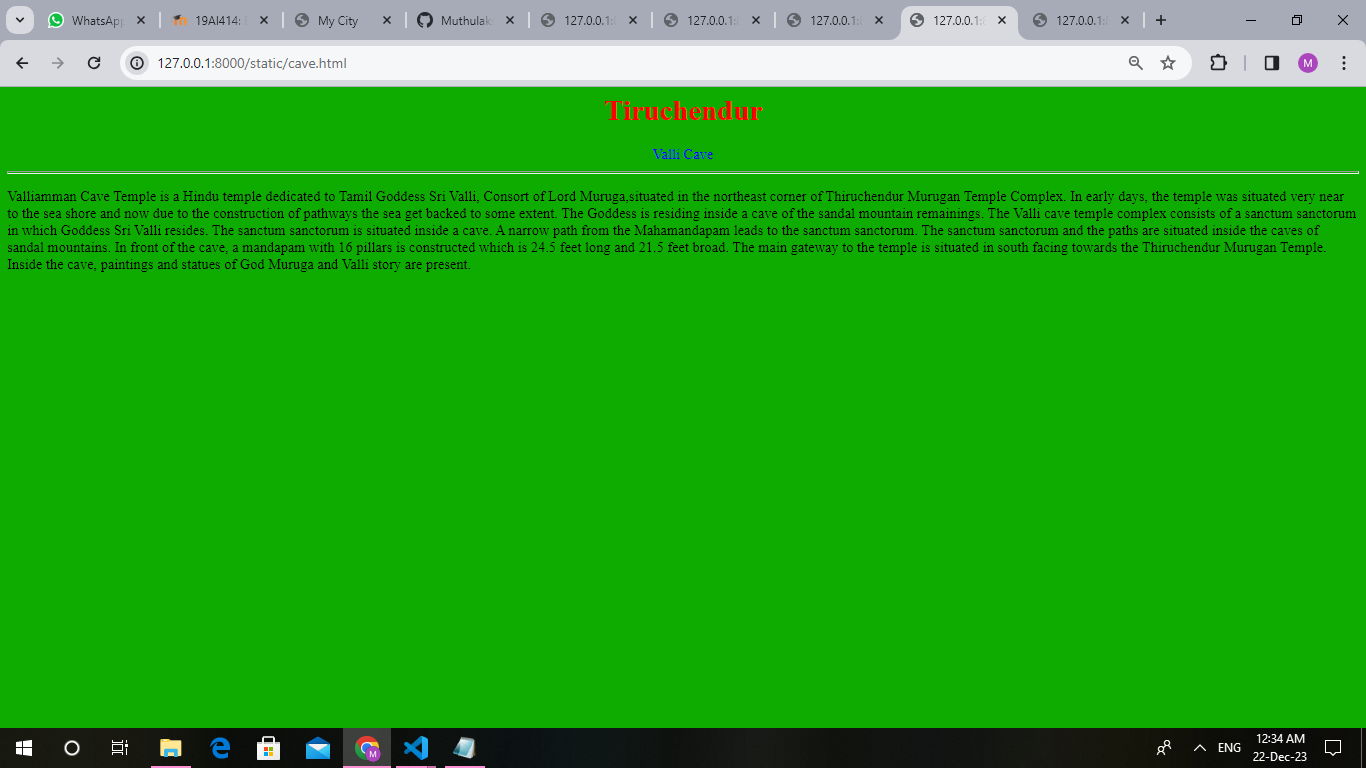 WhatsApp
19AI414:
My City
Muthulak
127.0.0.1:8
127.0.0.1:8
127.0.0.1:8
127.0.0.1:8
127.0.0.1:8
127.0.0.1:8000/static/cave.html
M
Tiruchendur
Valli Cave
Valliamman Cave Temple is a Hindu temple dedicated to Tamil Goddess Sri Valli, Consort of Lord Muruga,situated in the northeast corner of Thiruchendur Murugan Temple Complex. In early days, the temple was situated very near
to the sea shore and now due to the construction of pathways the sea get backed to some extent. The Goddess is residing inside a cave of the sandal mountain remainings. The Valli cave temple complex consists of a sanctum sanctorum
in which Goddess Sri Valli resides. The sanctum sanctorum is situated inside a cave. A narrow path from the Mahamandapam leads to the sanctum sanctorum. The sanctum sanctorum and the paths are situated inside the caves of
sandal mountains. In front of the cave, a mandapam with 16 pillars is constructed which is 24.5 feet long and 21.5 feet broad. The main gateway to the temple is situated in south facing towards the Thiruchendur Murugan Temple.
Inside the cave, paintings and statues of God Muruga and Valli story are present.
M
ENG
12:34 AM
22-Dec-23